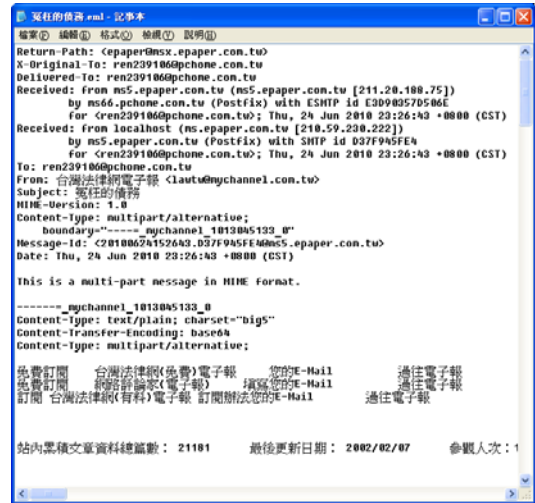 冤枉的債務.eml - 記事本
檔案(F) 編輯(E) 格式(O) 檢視(V) 說明(H)
Return-Path: <epaper@msx.epaper.com.tw>
X-Original-To: ren239106@pchome.com.tw
Delivered-To: ren239106@pchome.com.tw
Received: from ms5.epaper.com.tw (ms5.epaper.com.tw [211.20.188.75])
by ms66.pchome.com.tw (Postfix) with ESMTP id E3D90357D506E
for <ren239106@pchome.com.tw>; Thu, 24 Jun 2010 23:26:43 +0800 (CST)
Received: from localhost (ms.epaper.com.tw [210.59.230.222])
by ms5.epaper.com.tw (Postfix) with SMTP id D37F945FE4
for <ren239106@pchome.com.tw>; Thu, 24 Jun 2010 23:26:43 +0800 (CST)
To: ren239106@pchome.com.tw
From: 台灣法律網電子報 <lawtw@mychannel.com.tw>
Subject: 冤枉的債務
MIME-Version: 1.0
Content-Type: multipart/alternative;
boundary="-----=_mychannel_1013045133_0"
Message-Id: <20100624152643.D37F945FE4@ms5.epaper.com.tw>
Date: Thu, 24 Jun 2010 23:26:43 +0800 (CST)
This is a multi-part message in MIME format.
-------=_mychannel_1013045133_0
Content-Type: text/plain; charset="big5"
Content-Transfer-Encoding: base64
Content-Type: multipart/alternative;
免費訂閱 台灣法律網(免費)電子報 您的E-Mail 過往電子報
免費訂閱 網路評論家(電子報) 填寫您的E-Mail 過往電子報
訂閱 台灣法律網(有料)電子報 訂閱辦法您的E-Mail 過往電子報
站內累積文章資料總篇數： 21181 最後更新日期： 2002/02/07 參觀人次：1